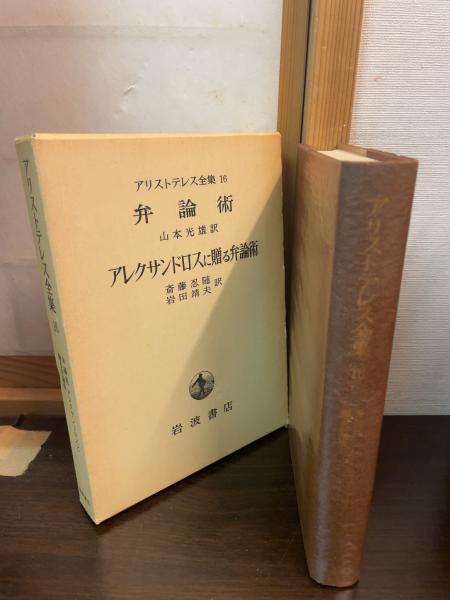 アリストテレス全集 16
弁論術
山本光雄訳
アレクサンドロスに贈る弁論術
斎藤忍随
岩田靖夫 訳
岩波書店
アリストテレス全集 16
アリストテレス全集 16